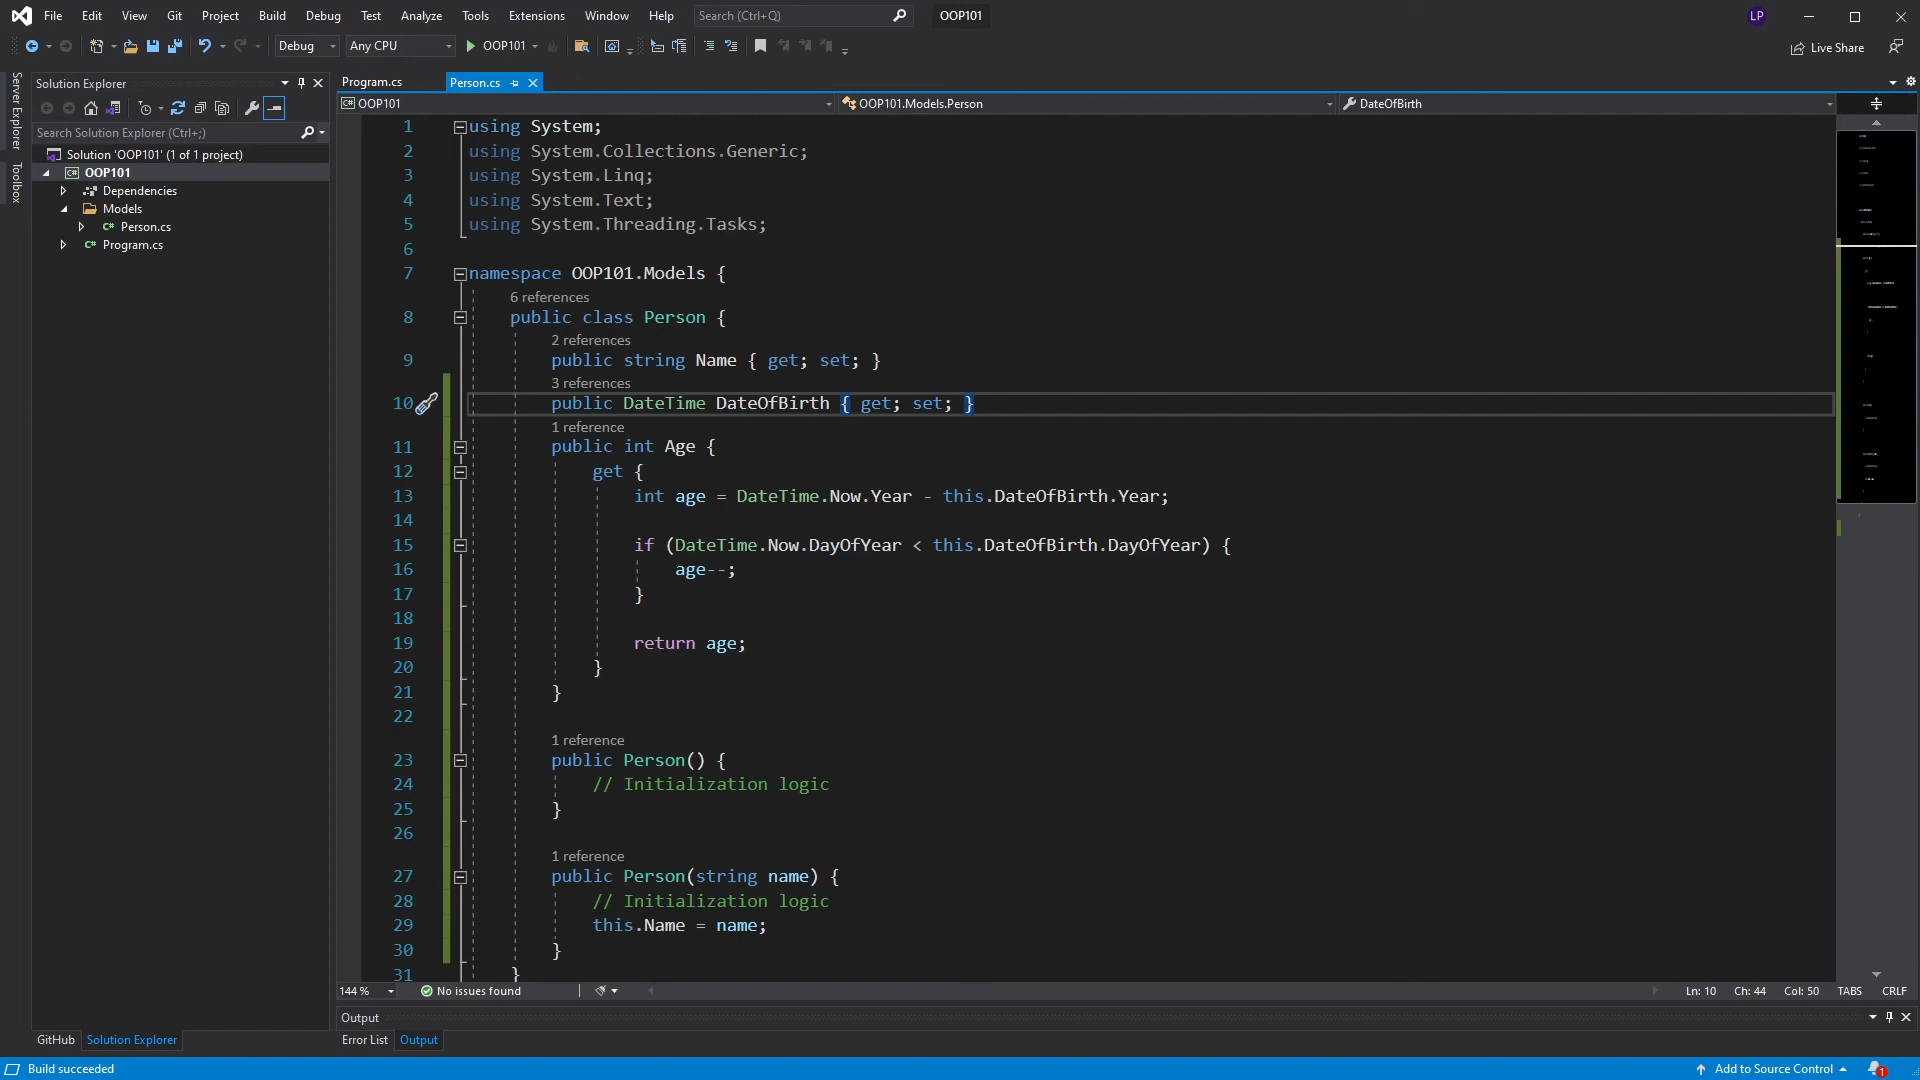 File Edit View Git Project Build Debug Test Analyze Tools Extensions Window Help Search (Ctrl+Q) OOP101 LP
Debug Any CPU OOP101 Live Share
Server Explorer
Toolbox
Solution Explorer
Search Solution Explorer (Ctrl+;)
Solution 'OOP101' (1 of 1 project)
C# OOP101
Dependencies
Models
C# Person.cs
C# Program.cs
GitHub Solution Explorer
Program.cs Person.cs
C# OOP101 OOP101.Models.Person DateOfBirth
1 using System;
2 using System.Collections.Generic;
3 using System.Linq;
4 using System.Text;
5 using System.Threading.Tasks;
6
7 namespace OOP101.Models {
6 references
8 public class Person {
2 references
9 public string Name { get; set; }
3 references
10 public DateTime DateOfBirth { get; set; }
1 reference
11 public int Age {
12 get {
13 int age = DateTime.Now.Year - this.DateOfBirth.Year;
14
15 if (DateTime.Now.DayOfYear < this.DateOfBirth.DayOfYear) {
16 age--;
17 }
18
19 return age;
20 }
21 }
22
1 reference
23 public Person() {
24 // Initialization logic
25 }
26
1 reference
27 public Person(string name) {
28 // Initialization logic
29 this.Name = name;
30 }
31 }
144 % No issues found Ln: 10 Ch: 44 Col: 50 TABS CRLF
Output
Error List Output
Build succeeded Add to Source Control 1